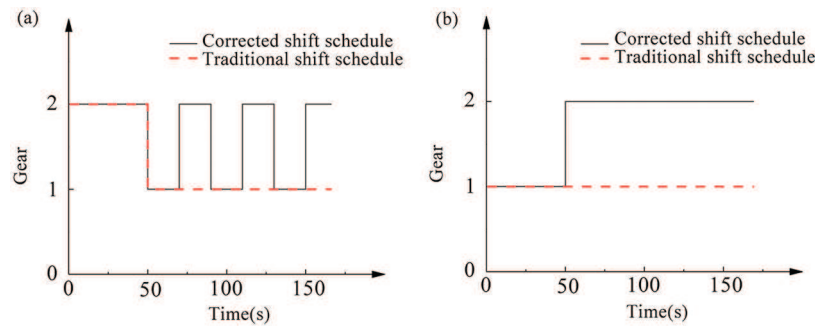 (a)
Corrected shift schedule
Traditional shift schedule
2
1
0
Gear
0 50 100 150
Time(s)
(b)
Corrected shift schedule
Traditional shift schedule
2
1
0
Gear
0 50 100 150
Time(s)